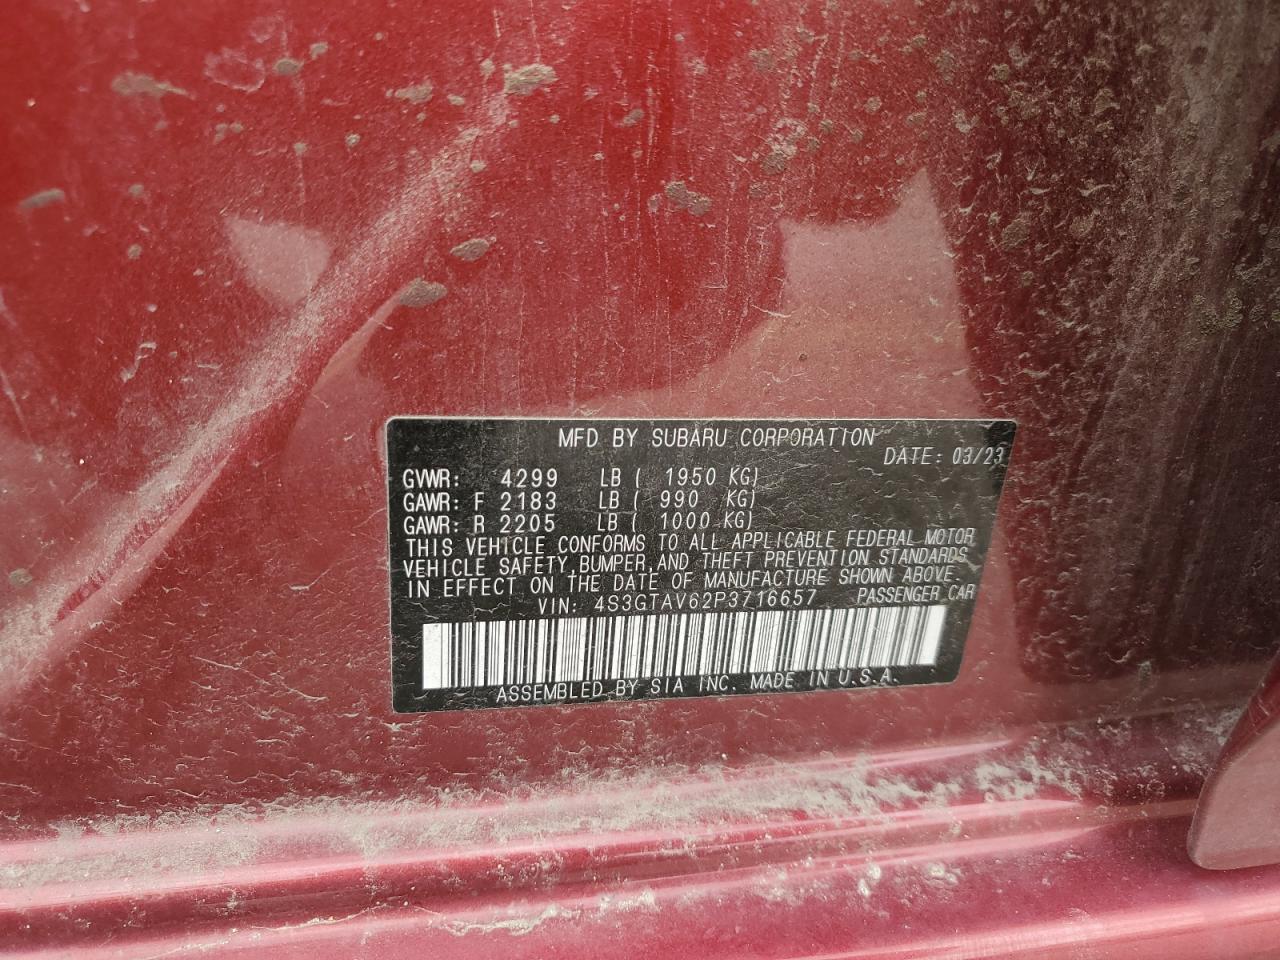 MFD BY SUBARU CORPORATION
DATE: 03/23
GVWR: 4299 LB ( 1950 KG)
GAWR: F 2183 LB ( 990 KG)
GAWR: R 2205 LB ( 1000 KG)
THIS VEHICLE CONFORMS TO ALL APPLICABLE FEDERAL MOTOR
VEHICLE SAFETY, BUMPER, AND THEFT PREVENTION STANDARDS
IN EFFECT ON THE DATE OF MANUFACTURE SHOWN ABOVE.
VIN: 4S3GTAV62P3716657 PASSENGER CAR
ASSEMBLED BY SIA INC. MADE IN U.S.A.